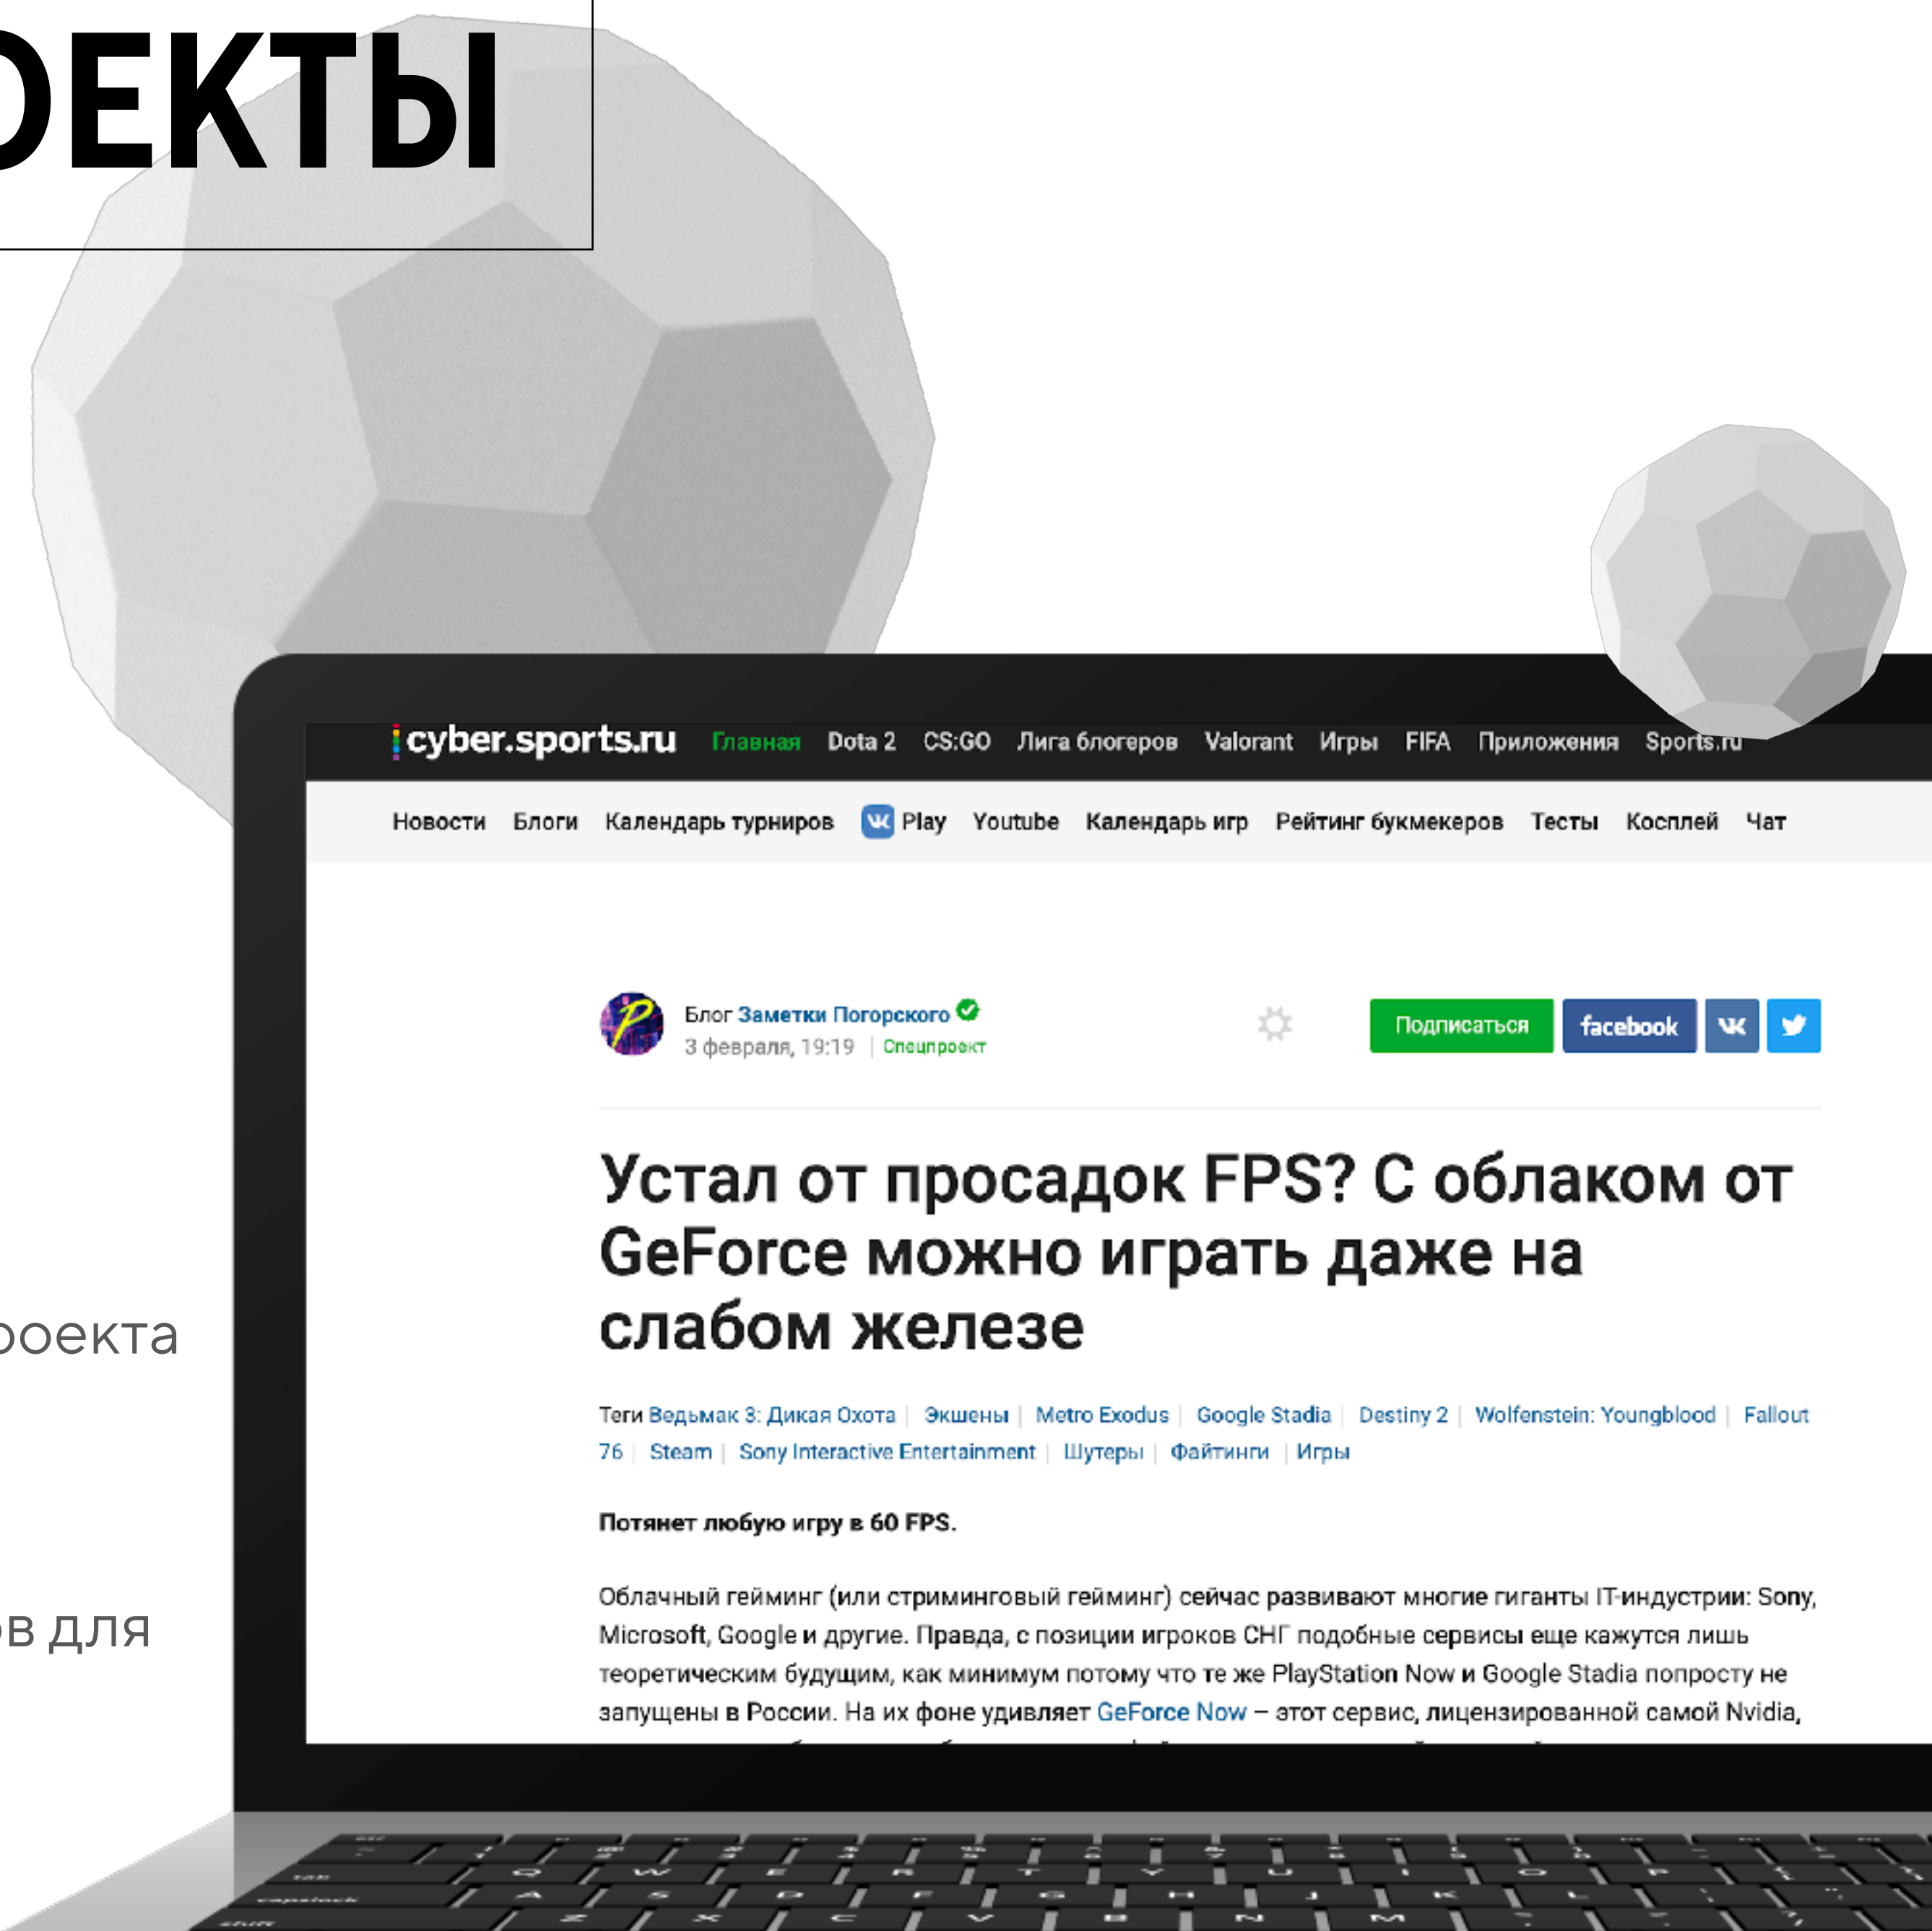 ОЕКТЫ
cyber.sports.ru Главная Dota 2 CS:GO Лига блогеров Valorant Игры FIFA Приложения Sports.ru
Новости Блоги Календарь турниров Play Youtube Календарь игр Рейтинг букмекеров Тесты Косплей Чат
Блог Заметки Погорского
3 февраля, 19:19 | Спецпроект
Подписаться facebook
Устал от просадок FPS? С облаком от
GeForce можно играть даже на
слабом железе
роекта
Теги Ведьмак 3: Дикая Охота | Экшены | Metro Exodus | Google Stadia | Destiny 2 | Wolfenstein: Youngblood | Fallout
76 | Steam | Sony Interactive Entertainment | Шутеры | Файтинги | Игры
Потянет любую игру в 60 FPS.
Облачный гейминг (или стриминговый гейминг) сейчас развивают многие гиганты IT-индустрии: Sony,
Microsoft, Google и другие. Правда, с позиции игроков СНГ подобные сервисы еще кажутся лишь
ов для
теоретическим будущим, как минимум потому что те же PlayStation Now и Google Stadia попросту не
запущены в России. На их фоне удивляет GeForce Now – этот сервис, лицензированной самой Nvidia,
Q W E R T Y U I O P
capslock A S D F G H J K L
shift Z X C V B N M